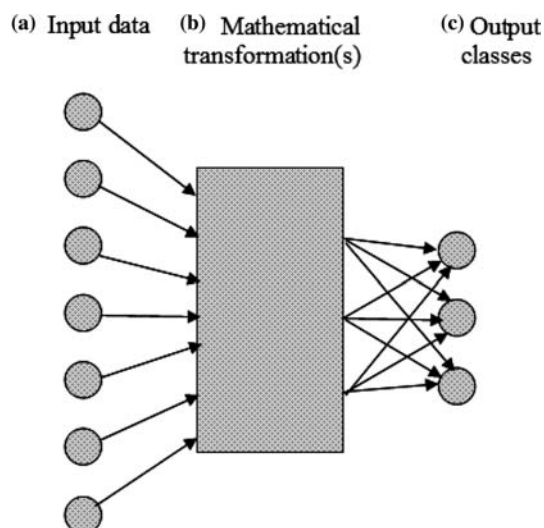 (a) Input data
(b) Mathematical
transformation(s)
(c) Output
classes